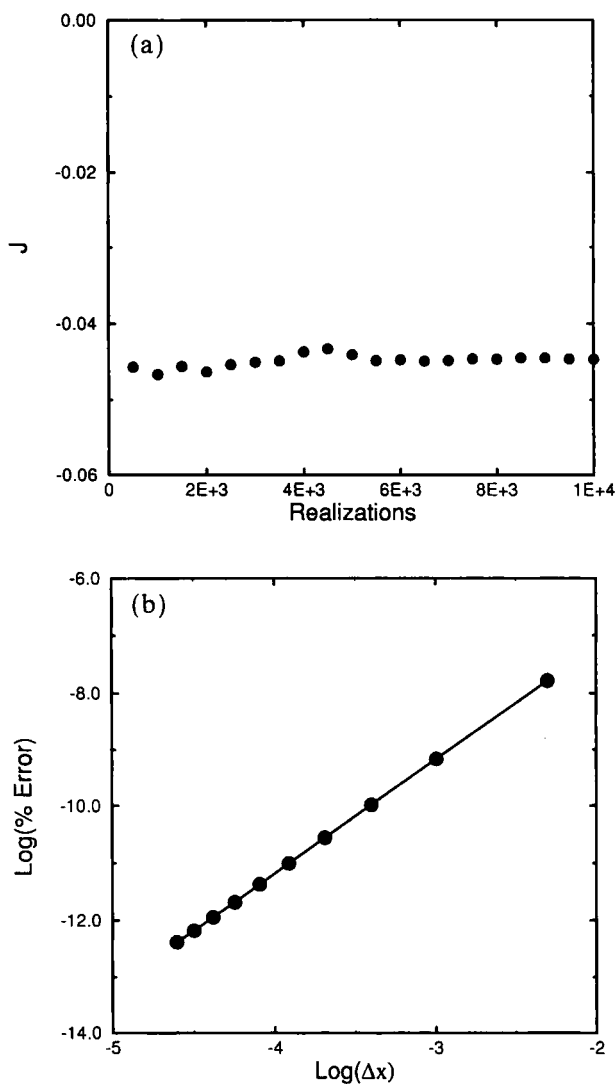 0.00
(a)
-0.02
J
-0.04
-0.06
0 2E+3 4E+3 6E+3 8E+3 1E+4
Realizations
-6.0
(b)
-8.0
Log(% Error)
-10.0
-12.0
-14.0
-5 -4 -3 -2
Log(Δx)